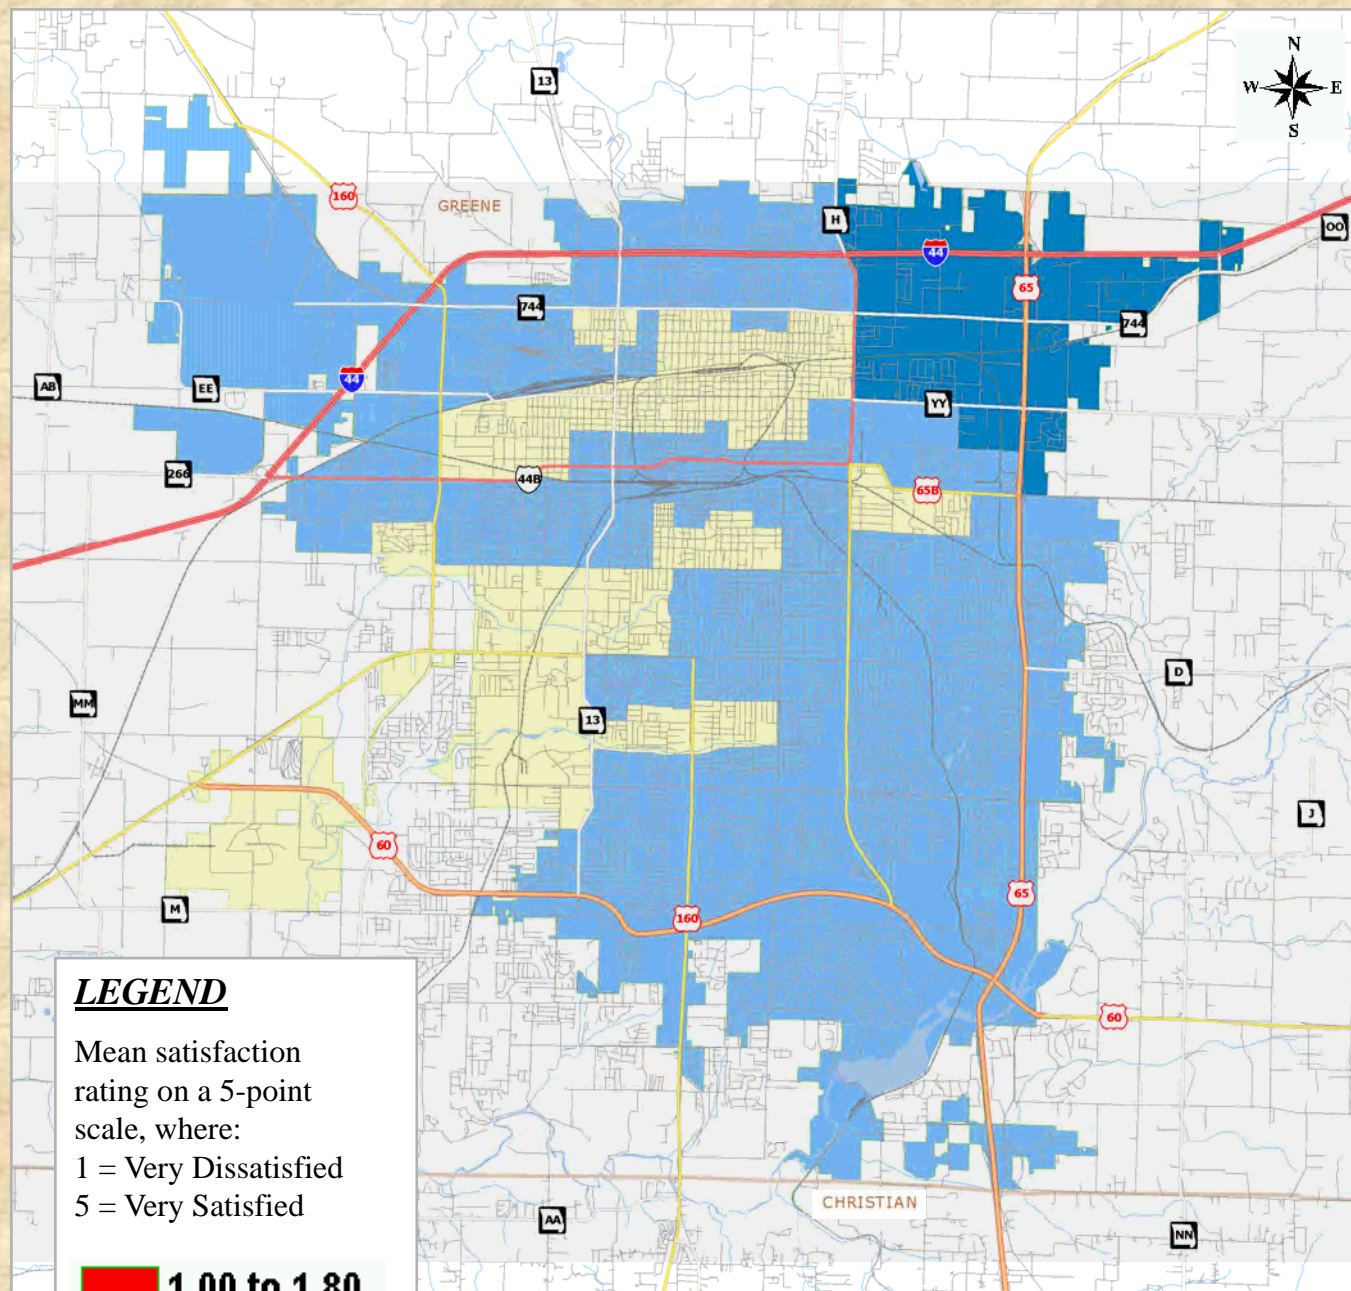 N
W E
S
13
160
GREENE
H
44
OO
65
744
744
44
AB
EE
YY
266
44B
65B
D
MM
13
J
60
65
M
160
60
LEGEND
Mean satisfaction
rating on a 5-point
scale, where:
1 = Very Dissatisfied
5 = Very Satisfied
1.00 to 1.80
CHRISTIAN
AA
NN